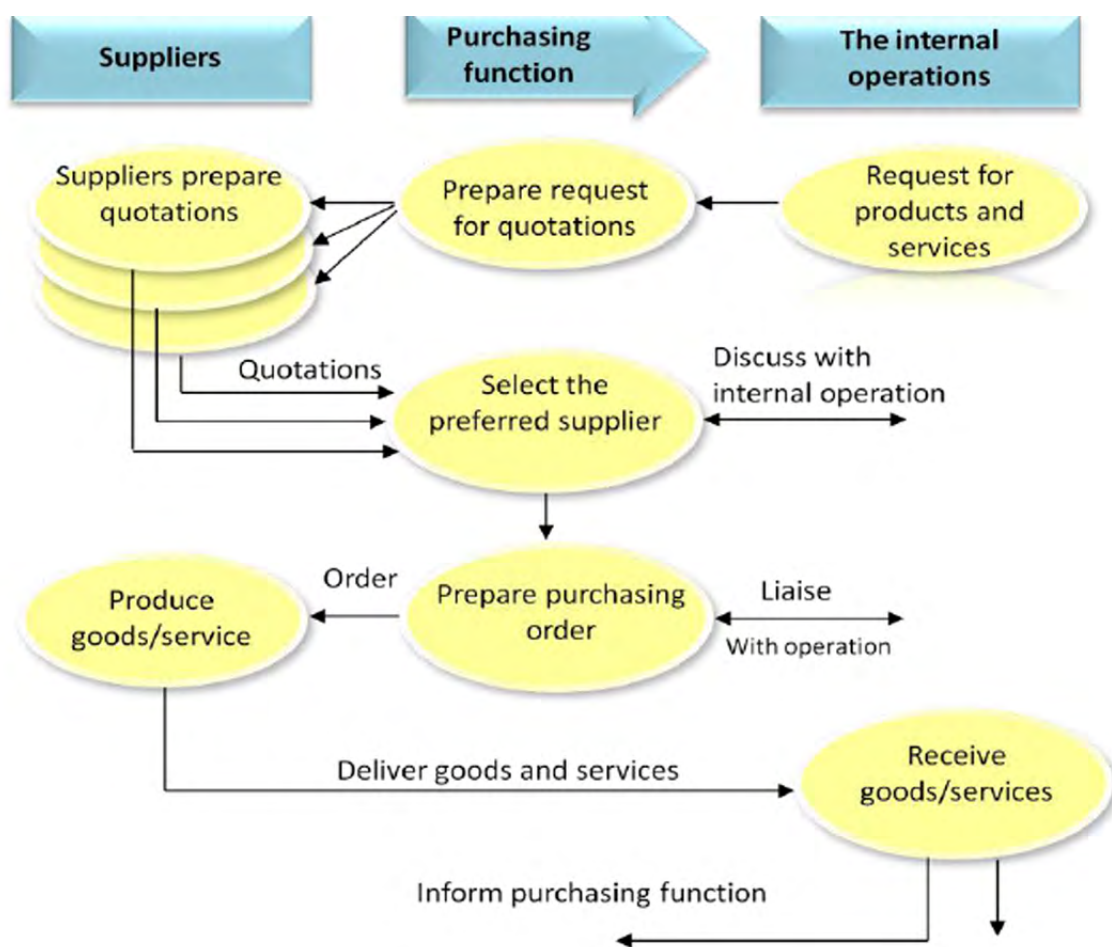 Suppliers
Purchasing
function
The internal
operations
Suppliers prepare
quotations
Prepare request
for quotations
Request for
products and
services
Quotations
Select the
preferred supplier
Discuss with
internal operation
Produce
goods/service
Order
Prepare purchasing
order
Liaise
With operation
Deliver goods and services
Receive
goods/services
Inform purchasing function